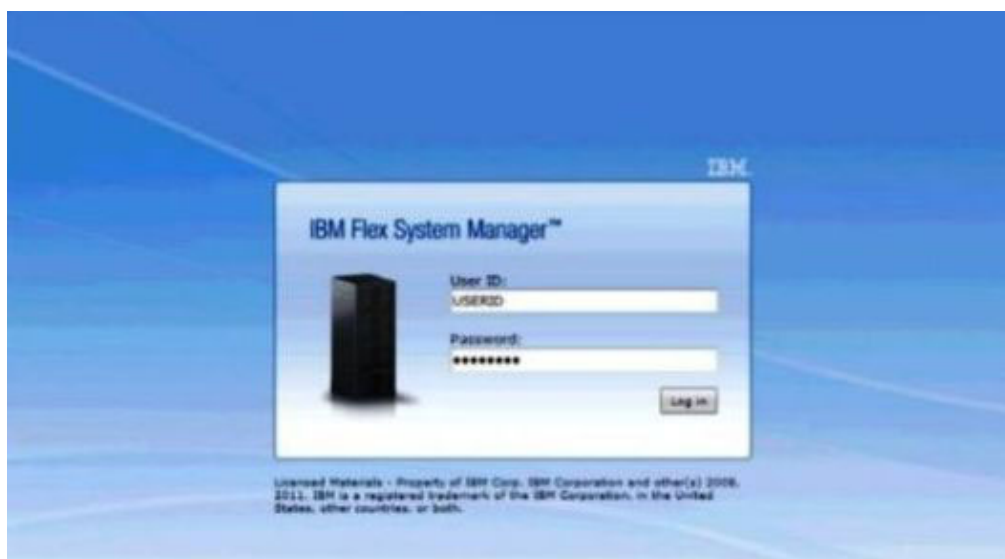 IBM
IBM Flex System Manager™
User ID:
USERID
Password:
••••••••
Log in
Licensed Materials - Property of IBM Corp. IBM Corporation and other(s) 2009,
2011. IBM is a registered trademark of the IBM Corporation, in the United
States, other countries, or both.